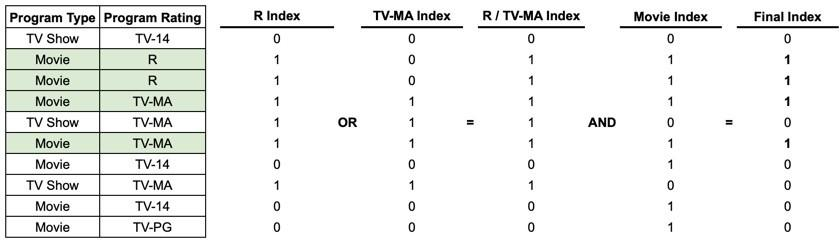 Program Type Program Rating R Index TV-MA Index R / TV-MA Index Movie Index Final Index
TV Show TV-14 0 0 0 0 0
Movie R 1 0 1 1 1
Movie R 1 0 1 1 1
Movie TV-MA 1 1 1 1 1
TV Show TV-MA 1 OR 1 = 1 AND 0 = 0
Movie TV-MA 1 1 1 1 1
Movie TV-14 0 0 0 1 0
TV Show TV-MA 1 1 1 0 0
Movie TV-14 0 0 0 1 0
Movie TV-PG 0 0 0 1 0